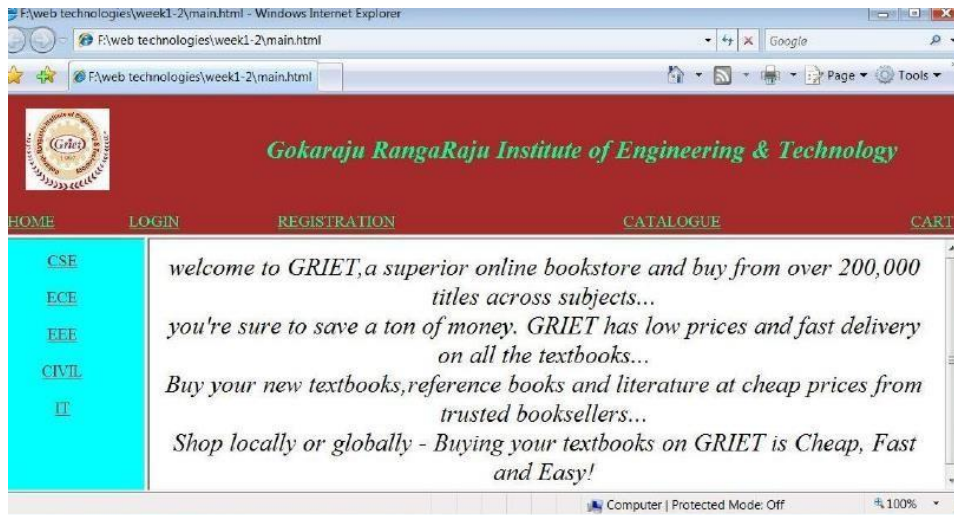 F:\web technologies\week1-2\main.html - Windows Internet Explorer
F:\web technologies\week1-2\main.html
Google
F:\web technologies\week1-2\main.html
Page
Tools
Griet
Gokaraju RangaRaju Institute of Engineering & Technology
HOME LOGIN REGISTRATION CATALOGUE CART
CSE
ECE
EEE
CIVIL
IT
welcome to GRIET,a superior online bookstore and buy from over 200,000
titles across subjects...
you're sure to save a ton of money. GRIET has low prices and fast delivery
on all the textbooks...
Buy your new textbooks,reference books and literature at cheap prices from
trusted booksellers...
Shop locally or globally - Buying your textbooks on GRIET is Cheap, Fast
and Easy!
Computer | Protected Mode: Off
100%